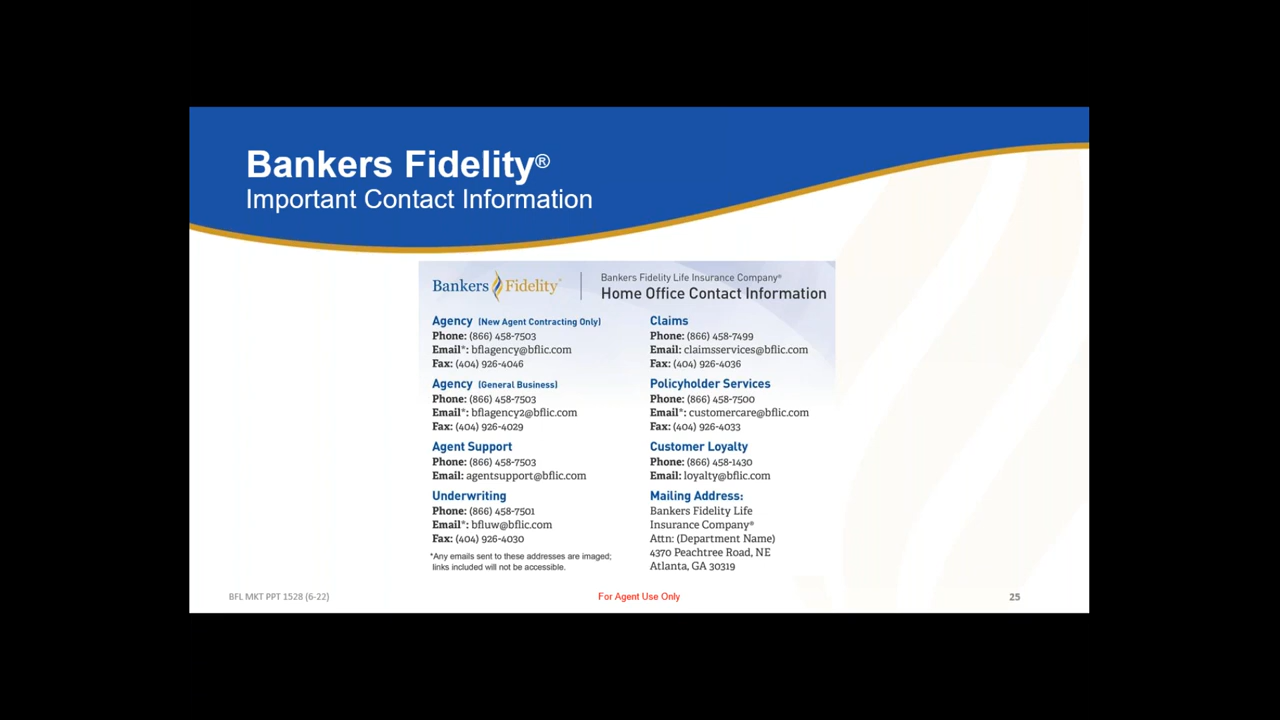 Bankers Fidelity®
Important Contact Information
Bankers Fidelity®
Bankers Fidelity Life Insurance Company®
Home Office Contact Information
Agency (New Agent Contracting Only)
Phone: (866) 458-7503
Email*: bflagency@bflic.com
Fax: (404) 926-4046
Agency (General Business)
Phone: (866) 458-7503
Email*: bflagency2@bflic.com
Fax: (404) 926-4029
Agent Support
Phone: (866) 458-7503
Email: agentsupport@bflic.com
Underwriting
Phone: (866) 458-7501
Email*: bfluw@bflic.com
Fax: (404) 926-4030
*Any emails sent to these addresses are imaged;
links included will not be accessible.
Claims
Phone: (866) 458-7499
Email: claimsservices@bflic.com
Fax: (404) 926-4036
Policyholder Services
Phone: (866) 458-7500
Email*: customercare@bflic.com
Fax: (404) 926-4033
Customer Loyalty
Phone: (866) 458-1430
Email: loyalty@bflic.com
Mailing Address:
Bankers Fidelity Life
Insurance Company®
Attn: (Department Name)
4370 Peachtree Road, NE
Atlanta, GA 30319
BFL MKT PPT 1528 (6-22)
For Agent Use Only
25